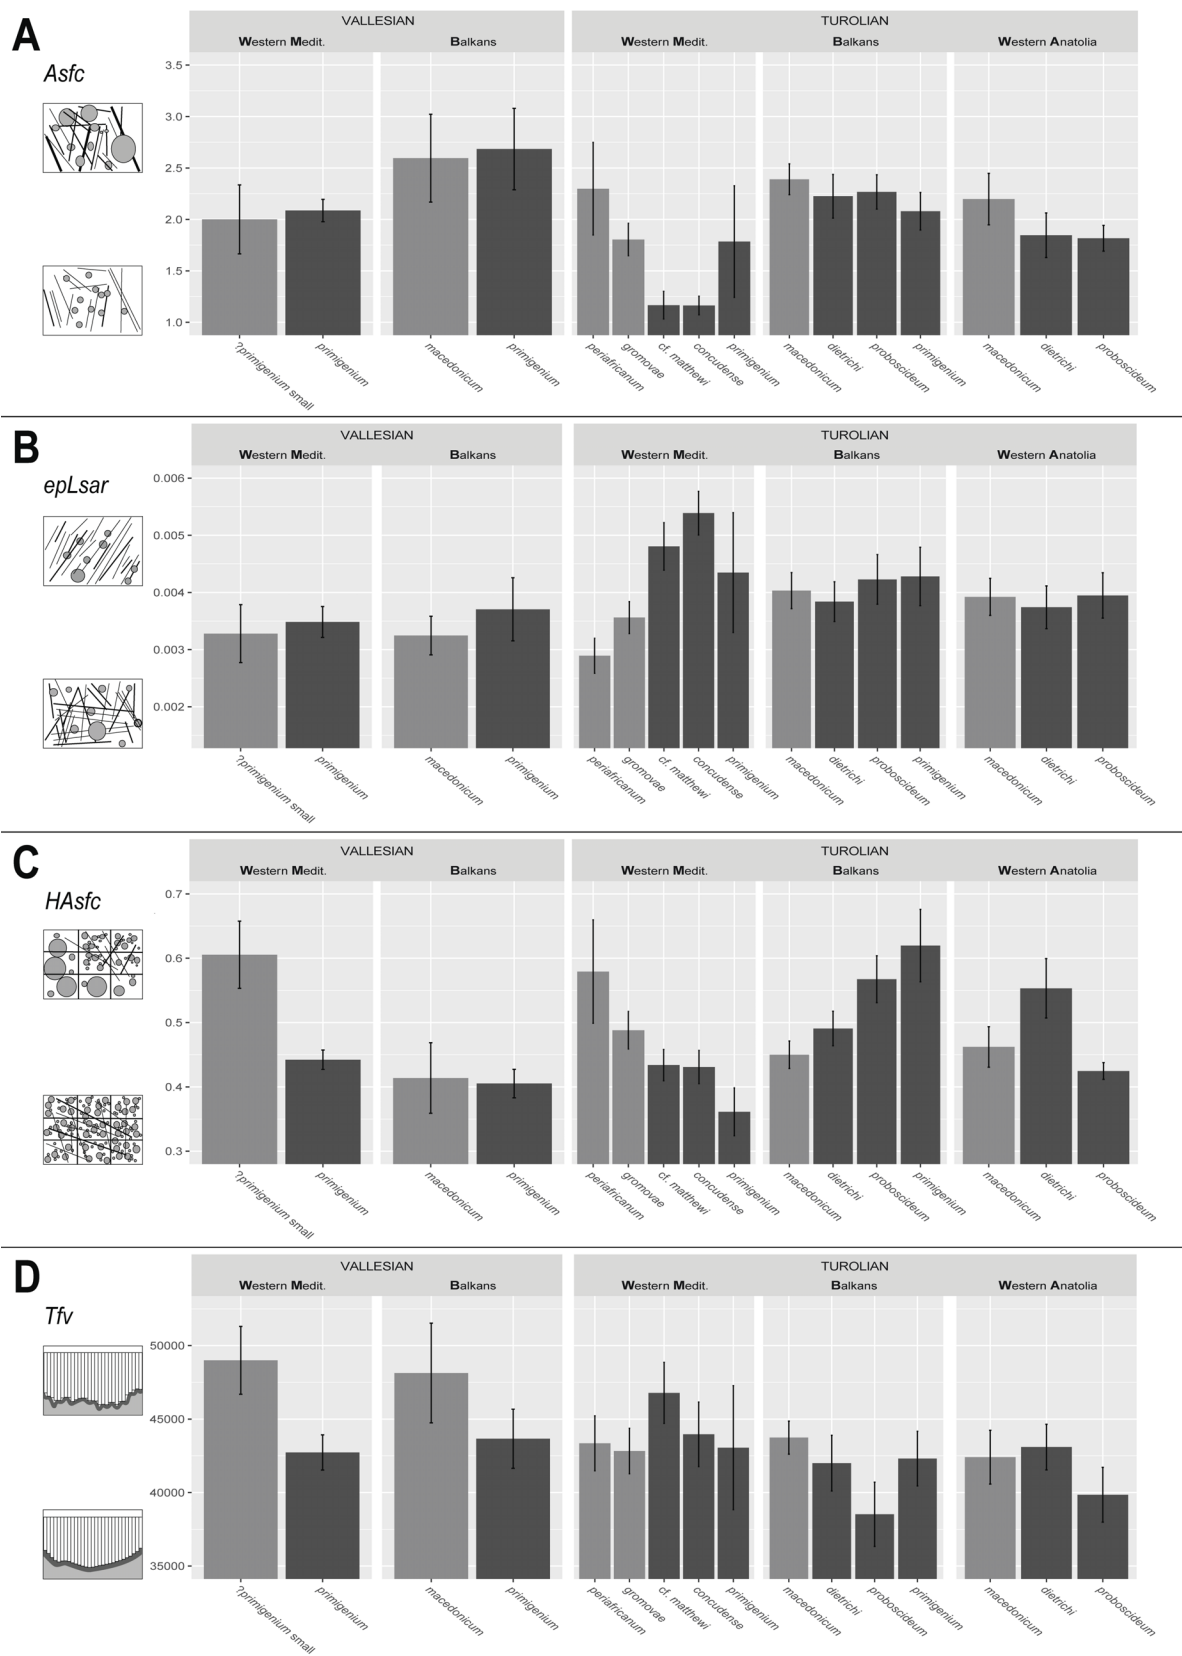 A
Asfc
VALLESIAN
TUROLIAN
Western Medit.
Balkans
Western Medit.
Balkans
Western Anatolia
3.5
3.0
2.5
2.0
1.5
1.0
?primigenium small
primigenium
macedonicum
primigenium
periafricanum
gromovae
cf. matthewi
concudense
primigenium
macedonicum
dietrichi
proboscideum
primigenium
macedonicum
dietrichi
proboscideum
B
epLsar
VALLESIAN
TUROLIAN
Western Medit.
Balkans
Western Medit.
Balkans
Western Anatolia
0.006
0.005
0.004
0.003
0.002
?primigenium small
primigenium
macedonicum
primigenium
periafricanum
gromovae
cf. matthewi
concudense
primigenium
macedonicum
dietrichi
proboscideum
primigenium
macedonicum
dietrichi
proboscideum
C
HAsfc
VALLESIAN
TUROLIAN
Western Medit.
Balkans
Western Medit.
Balkans
Western Anatolia
0.7
0.6
0.5
0.4
0.3
?primigenium small
primigenium
macedonicum
primigenium
periafricanum
gromovae
cf. matthewi
concudense
primigenium
macedonicum
dietrichi
proboscideum
primigenium
macedonicum
dietrichi
proboscideum
D
Tfv
VALLESIAN
TUROLIAN
Western Medit.
Balkans
Western Medit.
Balkans
Western Anatolia
50000
45000
40000
35000
?primigenium small
primigenium
macedonicum
primigenium
periafricanum
gromovae
cf. matthewi
concudense
primigenium
macedonicum
dietrichi
proboscideum
primigenium
macedonicum
dietrichi
proboscideum